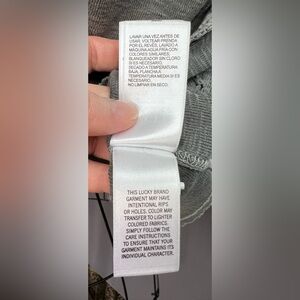 LAVAR UNA VEZ ANTES DE
USAR. VOLTEAR PRENDA
POR EL REVÉS, LAVADO A
MÁQUINA AGUA FRÍA CON
COLORES SIMILARES.
BLANQUEADOR SIN CLORO
SI ES NECESARIO.
SECADO A TEMPERATURA
BAJA, PLANCHA A
TEMPERATURA MEDIA SI ES
NECESARIO.
NO LIMPIAR EN SECO.
THIS LUCKY BRAND
GARMENT MAY HAVE
INTENTIONAL RIPS
OR HOLES. COLOR MAY
TRANSFER TO LIGHTER
COLORED FABRICS.
SIMPLY FOLLOW THE
CARE INSTRUCTIONS
TO ENSURE THAT YOUR
GARMENT MAINTAINS ITS
INDIVIDUAL CHARACTER.